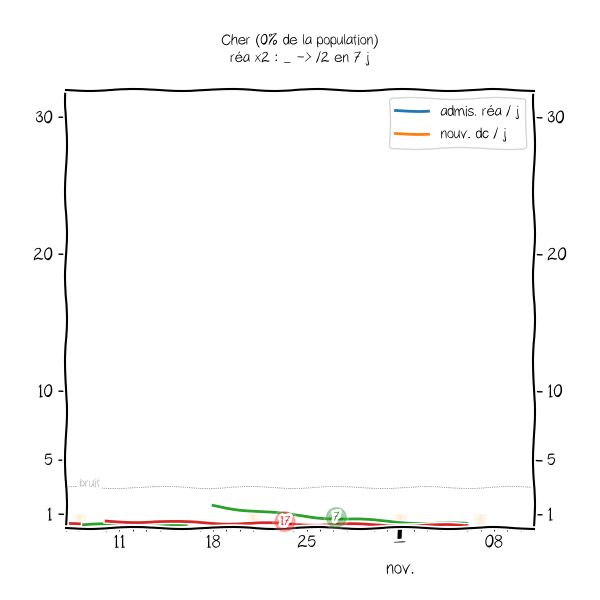 Cher (0% de la population)
réa x2 : _ -> /2 en 7 j
admis. réa / j
nouv. dc / j
30
30
20
20
10
10
5
5
bruit
1
1
17
7
11
18
25
1
08
nov.